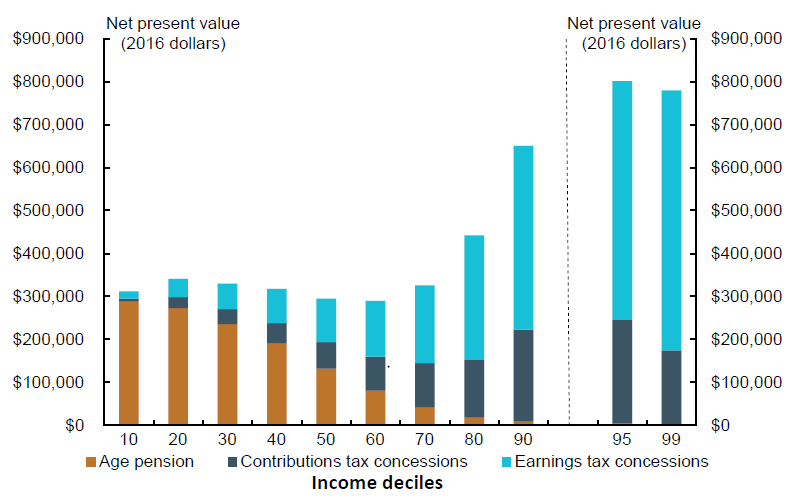 Net present value
(2016 dollars)
Net present value
(2016 dollars)
$900,000
$800,000
$700,000
$600,000
$500,000
$400,000
$300,000
$200,000
$100,000
$0
$900,000
$800,000
$700,000
$600,000
$500,000
$400,000
$300,000
$200,000
$100,000
$0
10 20 30 40 50 60 70 80 90 95 99
Age pension Contributions tax concessions Earnings tax concessions
Income deciles